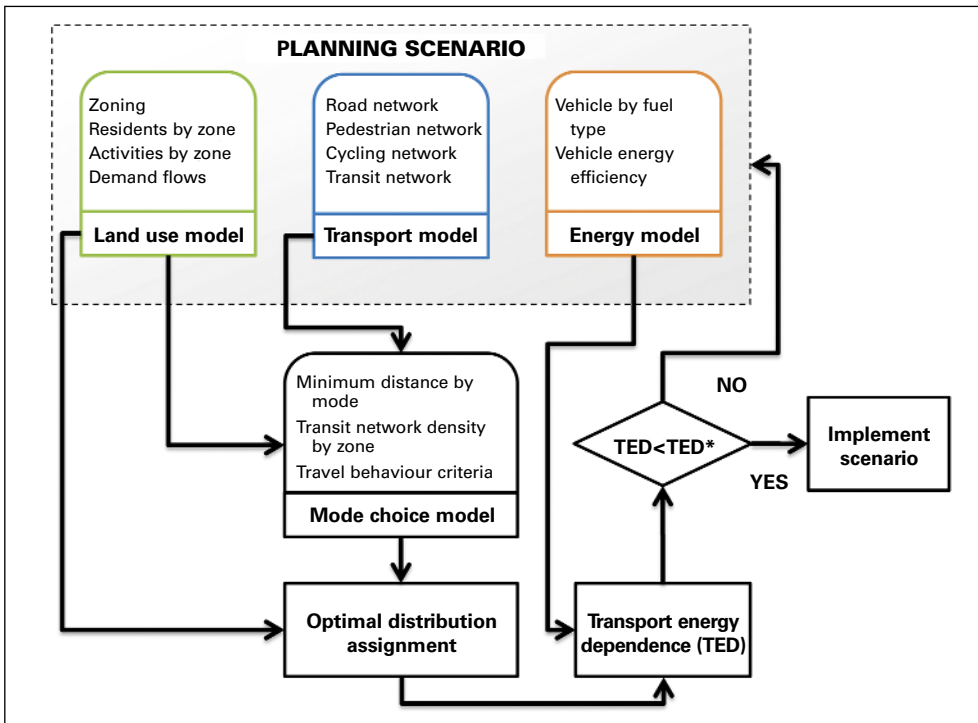 PLANNING SCENARIO
Zoning
Residents by zone
Activities by zone
Demand flows
Land use model
Road network
Pedestrian network
Cycling network
Transit network
Transport model
Vehicle by fuel
type
Vehicle energy
efficiency
Energy model
Minimum distance by
mode
Transit network density
by zone
Travel behaviour criteria
Mode choice model
Optimal distribution
assignment
Transport energy
dependence (TED)
TED<TED*
NO
YES
Implement
scenario